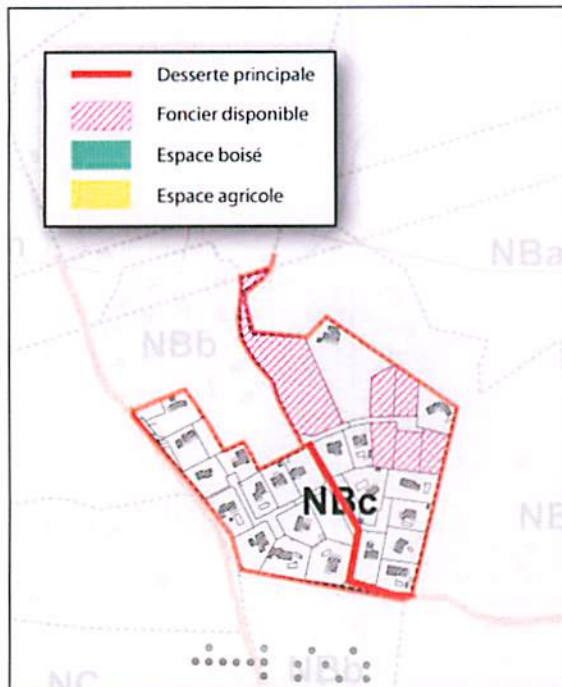 Desserte principale
Foncier disponible
Espace boisé
Espace agricole
NBa
NBb
NBc
NB
NC
NBb